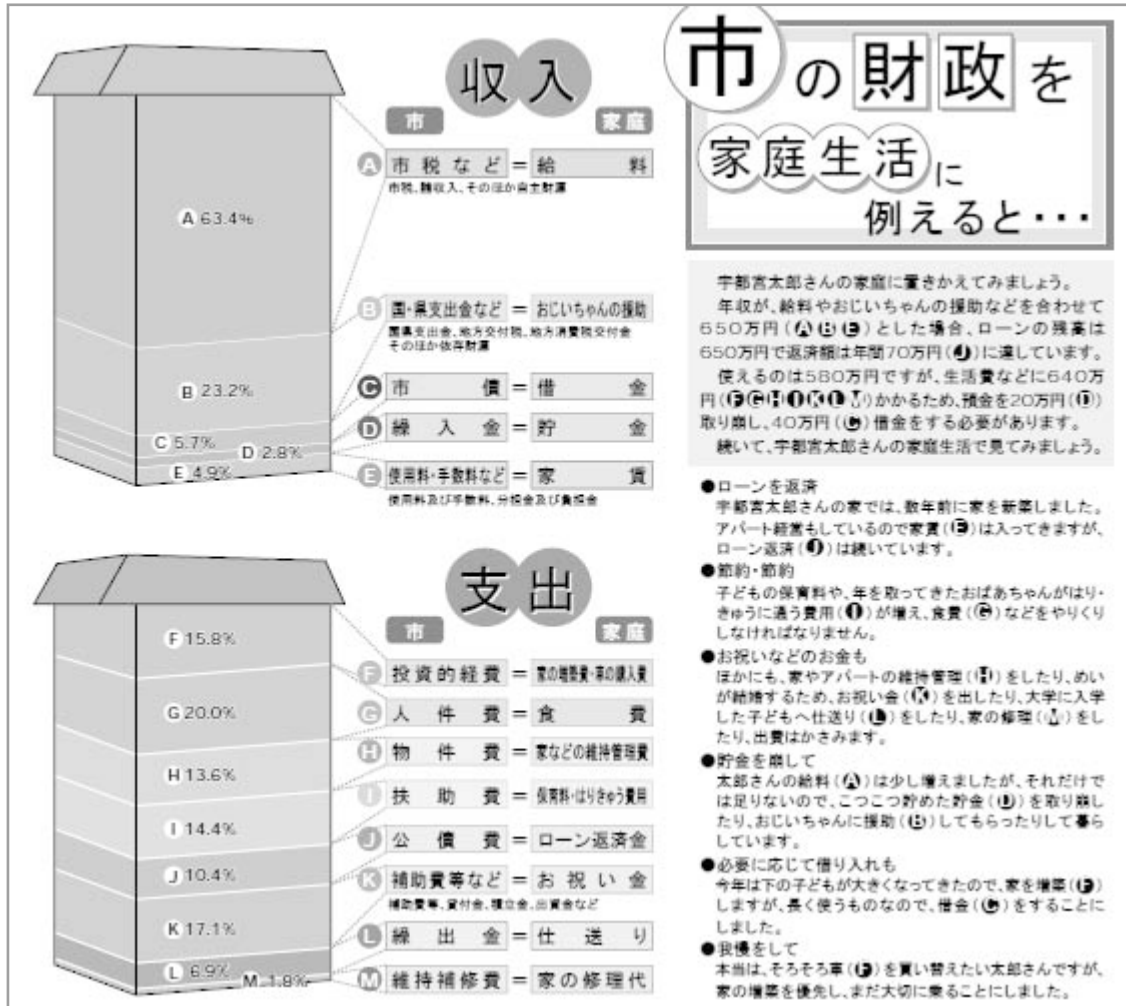 市の財政を
家庭生活に
例えると・・・
収入
市 家庭
A 市税など＝給料
市税、諸収入、そのほか自主財源
B 国・県支出金など＝おじいちゃんの援助
国県支出金、地方交付税、地方消費税交付金
そのほか依存財源
C 市債＝借金
D 繰入金＝貯金
E 使用料・手数料など＝家賃
使用料及び手数料、分担金及び負担金
A 63.4%
B 23.2%
C 5.7%
D 2.8%
E 4.9%
支出
市 家庭
F 投資的経費＝家の増築費・車の購入費
G 人件費＝食費
H 物件費＝家などの維持管理費
I 扶助費＝保育料・はりきゅう費用
J 公債費＝ローン返済金
K 補助費等など＝お祝い金
補助費等、貸付金、積立金、出資金など
L 繰出金＝仕送り
M 維持補修費＝家の修理代
F 15.8%
G 20.0%
H 13.6%
I 14.4%
J 10.4%
K 17.1%
L 6.9%
M 1.8%
宇都宮太郎さんの家庭に置きかえてみましょう。
年収が、給料やおじいちゃんの援助などを合わせて
650万円(ABE)とした場合、ローンの残高は
650万円で返済額は年間70万円(J)に達しています。
使えるのは580万円ですが、生活費などに640万
円(FGHIKLM)かかるため、預金を20万円(D)
取り崩し、40万円(C)借金をする必要があります。
続いて、宇都宮太郎さんの家庭生活で見てみましょう。
●ローンを返済
宇都宮太郎さんの家では、数年前に家を新築しました。
アパート経営もしているので家賃(E)は入ってきますが、
ローン返済(J)は続いています。
●節約・節約
子どもの保育料や、年を取ってきたおばあちゃんがはり・
きゅうに通う費用(I)が増え、食費(G)などをやりくり
しなければなりません。
●お祝いなどのお金も
ほかにも、家やアパートの維持管理(H)をしたり、めい
が結婚するため、お祝い金(K)を出したり、大学に入学
した子どもへ仕送り(L)をしたり、家の修理(M)をし
たり、出費はかさみます。
●貯金を崩して
太郎さんの給料(A)は少し増えましたが、それだけで
は足りないので、こつこつ貯めた貯金(D)を取り崩し
たり、おじいちゃんに援助(B)してもらったりして暮ら
しています。
●必要に応じて借り入れも
今年は下の子どもが大きくなってきたので、家を増築(F)
しますが、長く使うものなので、借金(C)をすることに
しました。
●我慢をして
本当は、そろそろ車(F)を買い替えたい太郎さんですが、
家の増築を優先し、まだ大切に乗ることにしました。